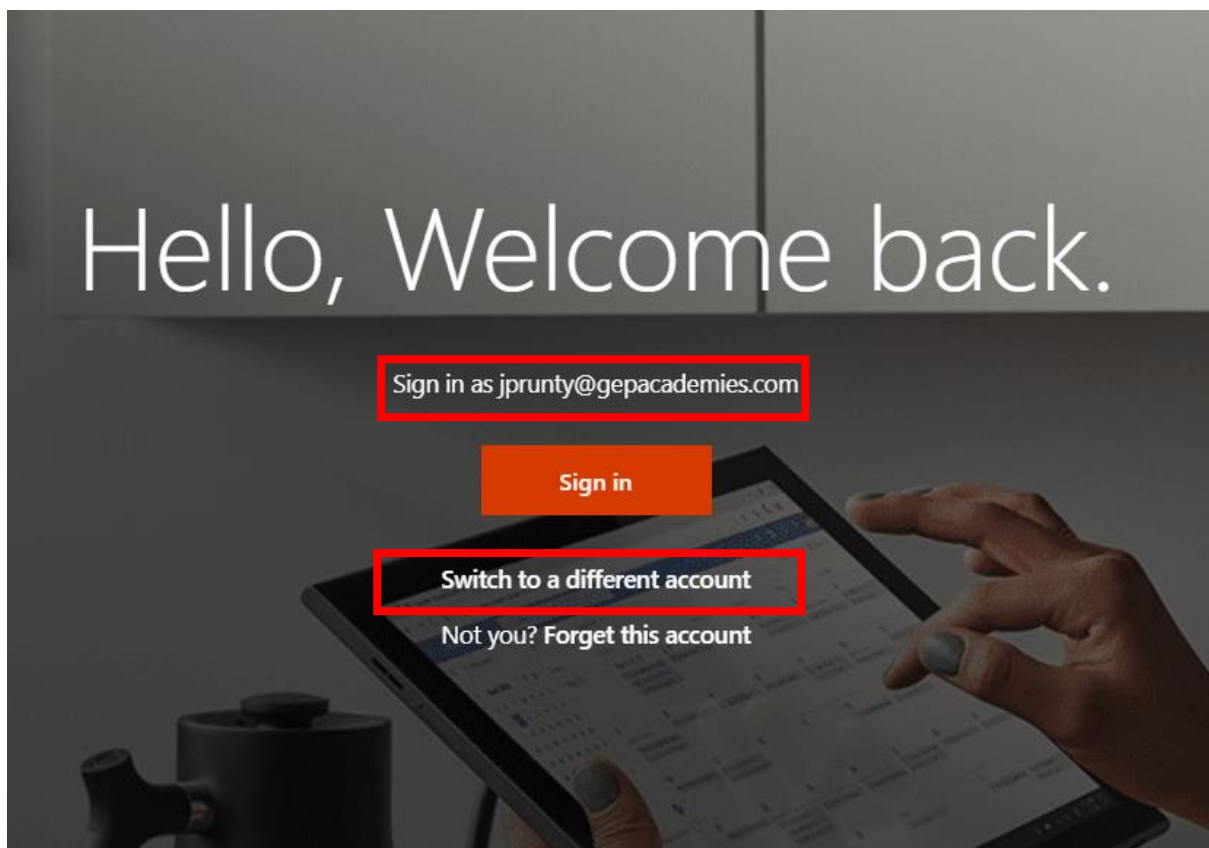 Hello, Welcome back.
Sign in as jprunty@gepacademies.com
Sign in
Switch to a different account
Not you? Forget this account